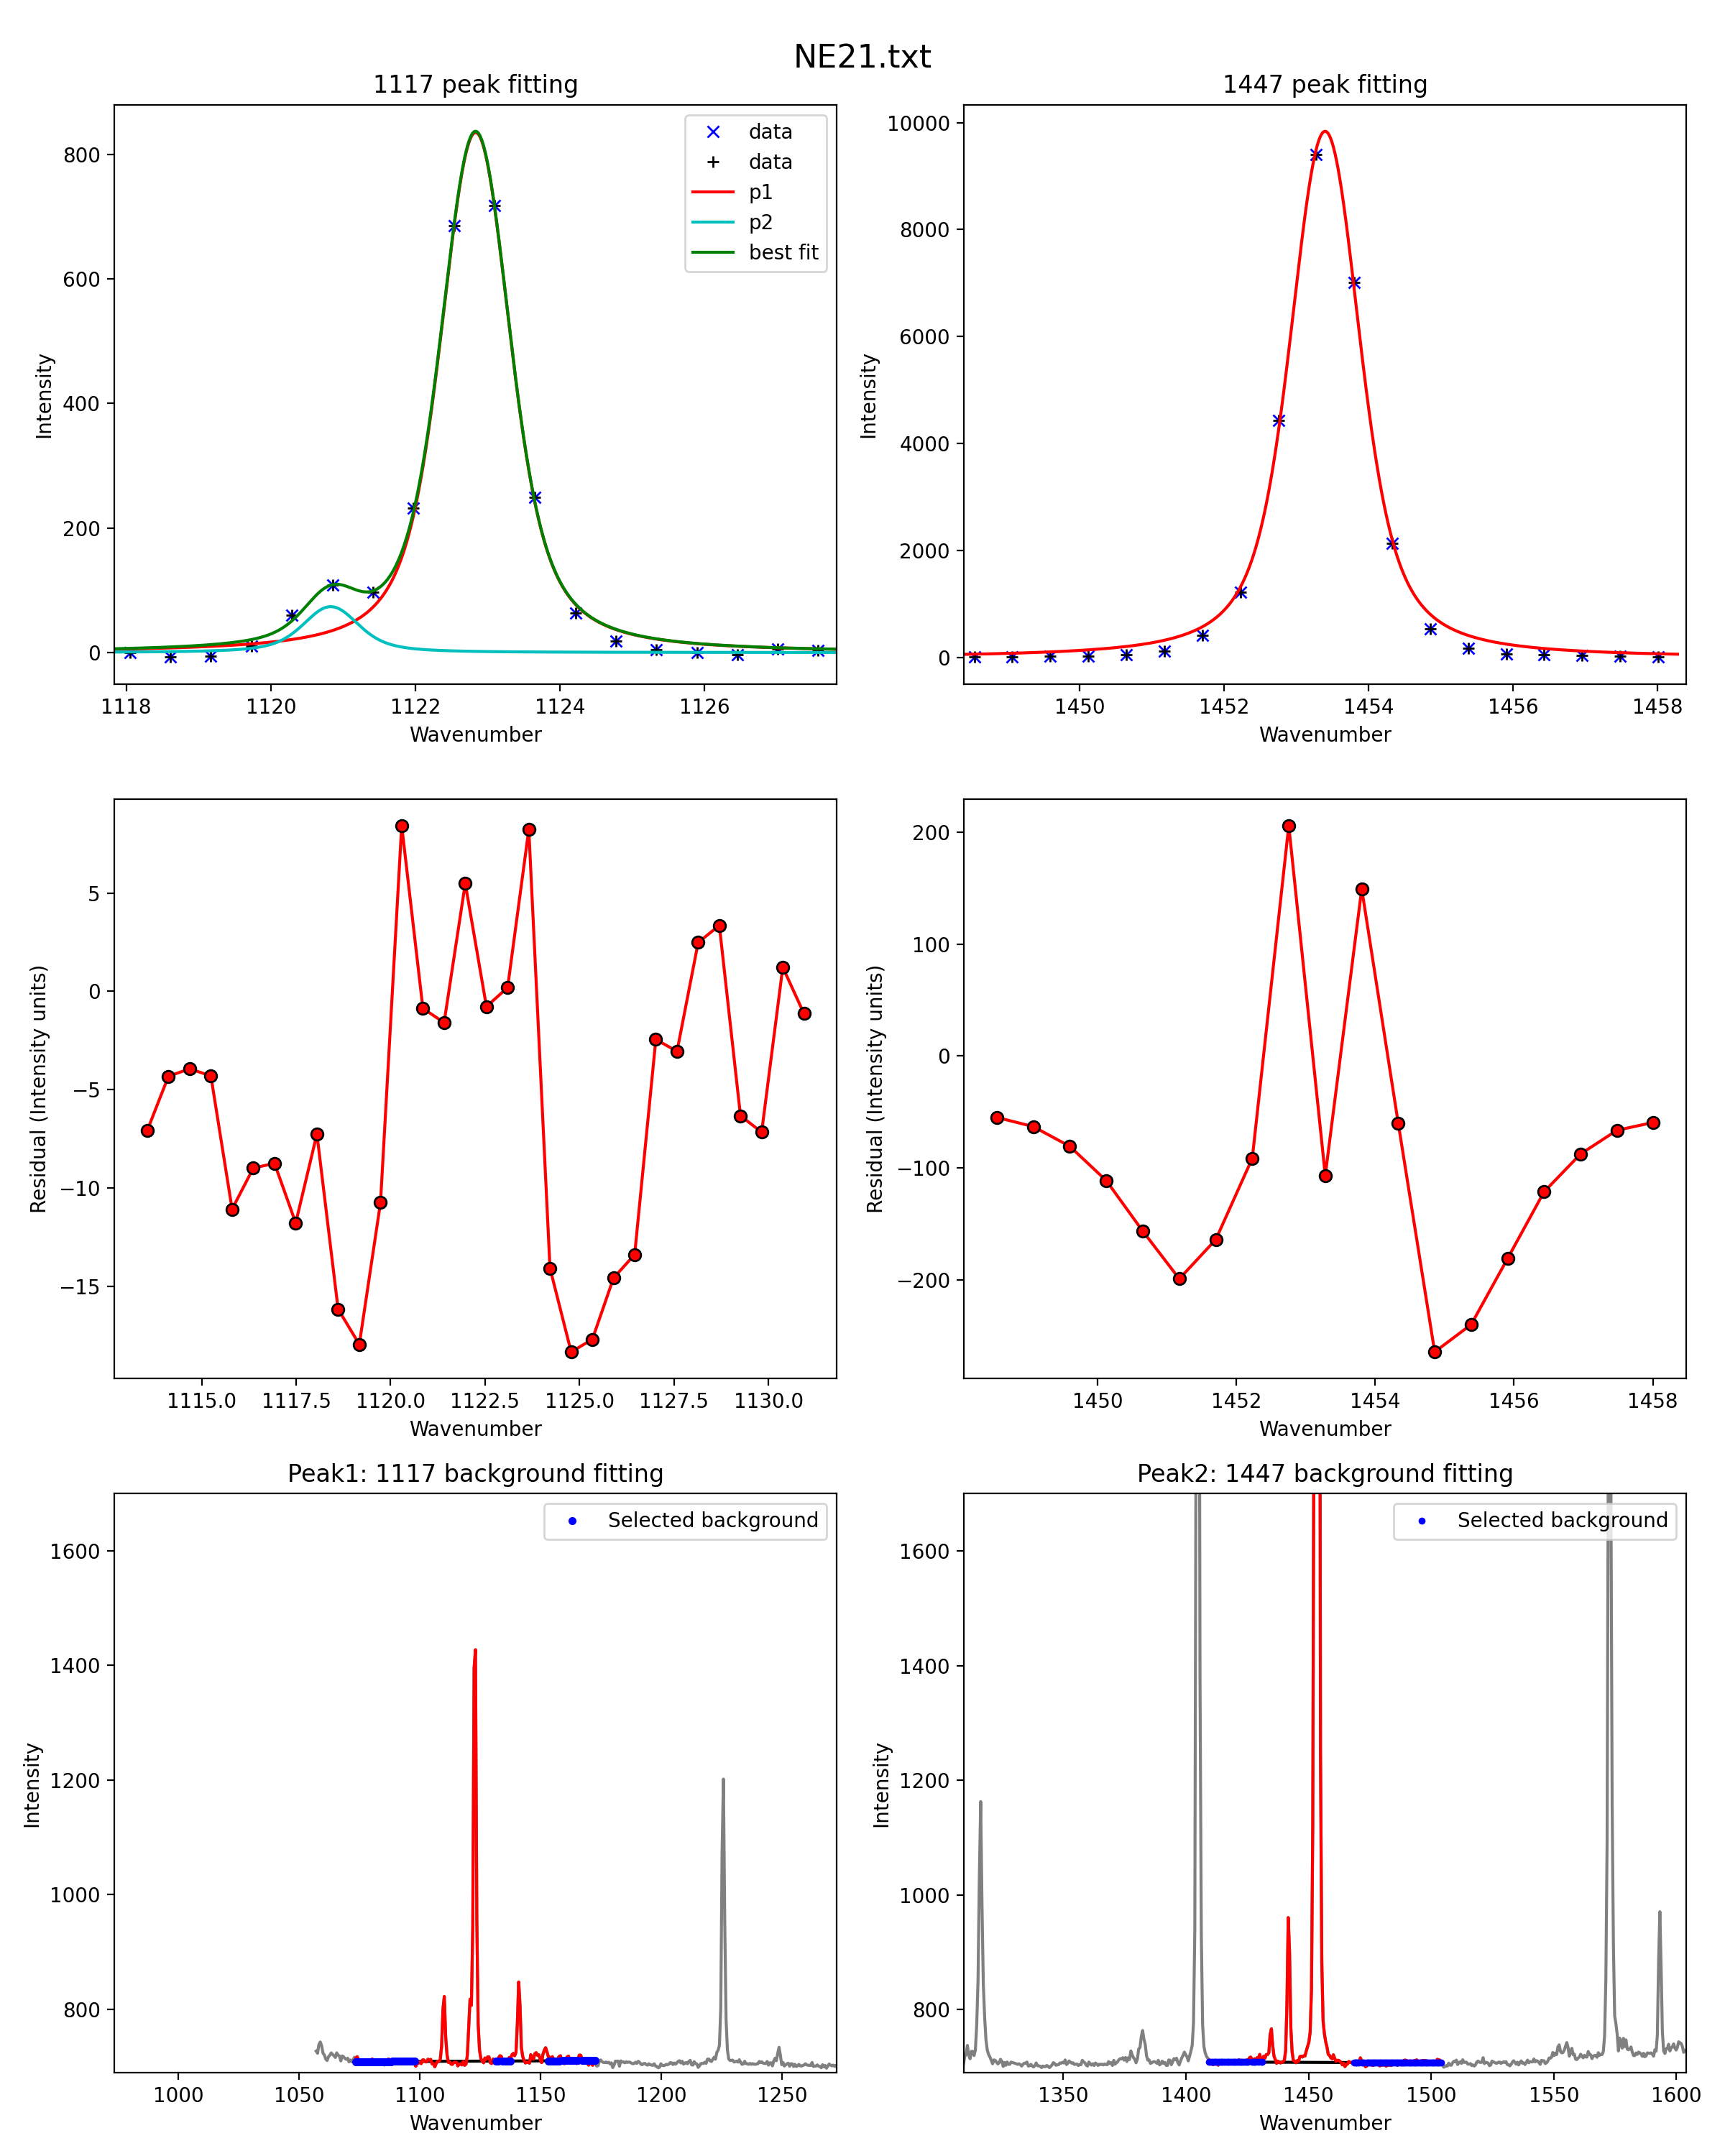 NE21.txt
1117 peak fitting
800
600
400
200
0
Intensity
data
data
p1
p2
best fit
1118 1120 1122 1124 1126
Wavenumber
1447 peak fitting
10000
8000
6000
4000
2000
0
Intensity
1450 1452 1454 1456 1458
Wavenumber
5
0
−5
−10
−15
Residual (Intensity units)
1115.0 1117.5 1120.0 1122.5 1125.0 1127.5 1130.0
Wavenumber
200
100
0
−100
−200
Residual (Intensity units)
1450 1452 1454 1456 1458
Wavenumber
Peak1: 1117 background fitting
Selected background
1600
1400
1200
1000
800
Intensity
1000 1050 1100 1150 1200 1250
Wavenumber
Peak2: 1447 background fitting
Selected background
1600
1400
1200
1000
800
Intensity
1350 1400 1450 1500 1550 1600
Wavenumber